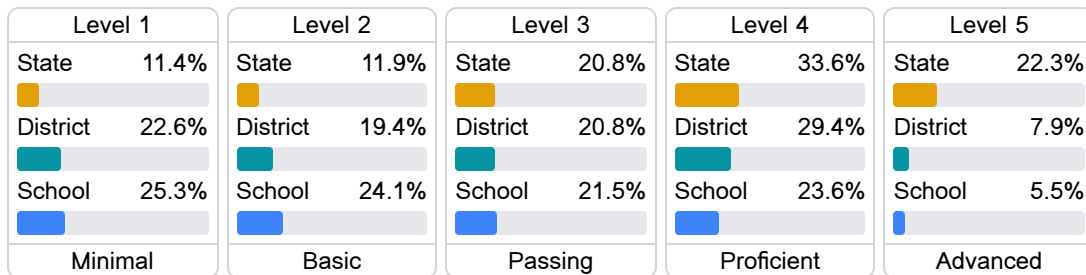 Level 1
State 11.4%
District 22.6%
School 25.3%
Minimal
Level 2
State 11.9%
District 19.4%
School 24.1%
Basic
Level 3
State 20.8%
District 20.8%
School 21.5%
Passing
Level 4
State 33.6%
District 29.4%
School 23.6%
Proficient
Level 5
State 22.3%
District 7.9%
School 5.5%
Advanced